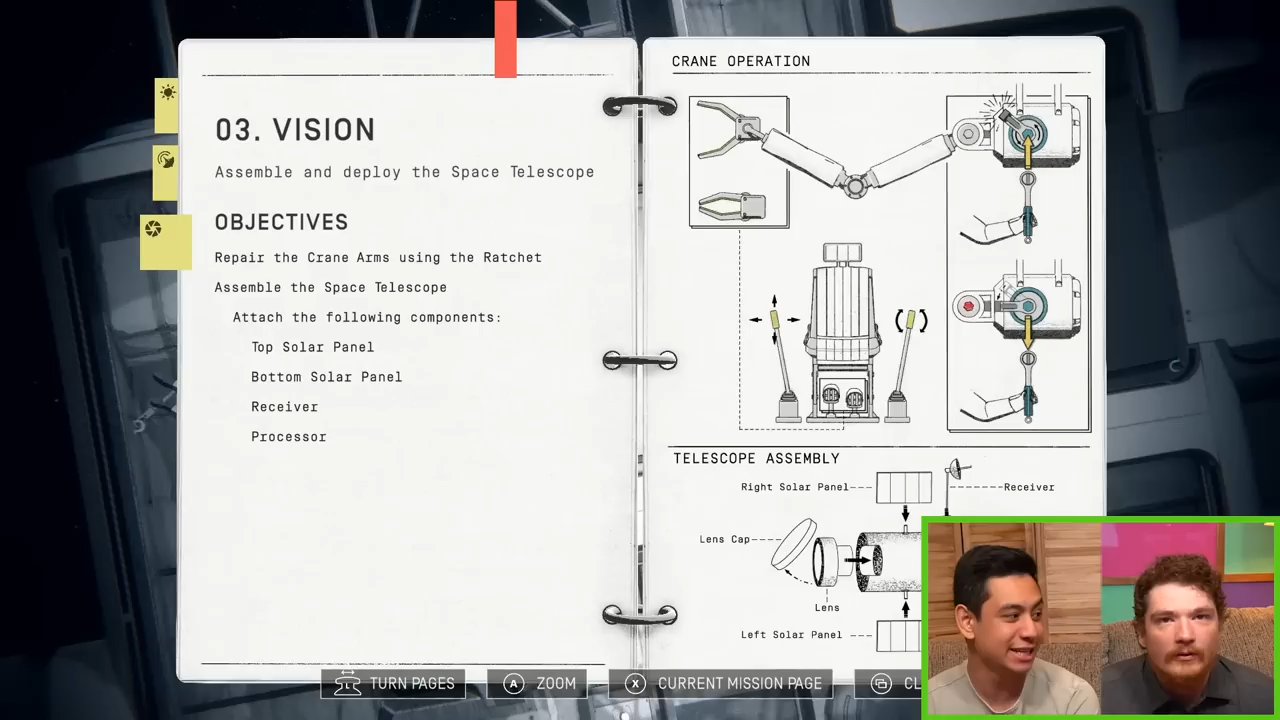 03. VISION
Assemble and deploy the Space Telescope
OBJECTIVES
Repair the Crane Arms using the Ratchet
Assemble the Space Telescope
Attach the following components:
Top Solar Panel
Bottom Solar Panel
Receiver
Processor
CRANE OPERATION
TELESCOPE ASSEMBLY
Right Solar Panel
Receiver
Lens Cap
Lens
Left Solar Panel
L TURN PAGES
A ZOOM
X CURRENT MISSION PAGE
CL